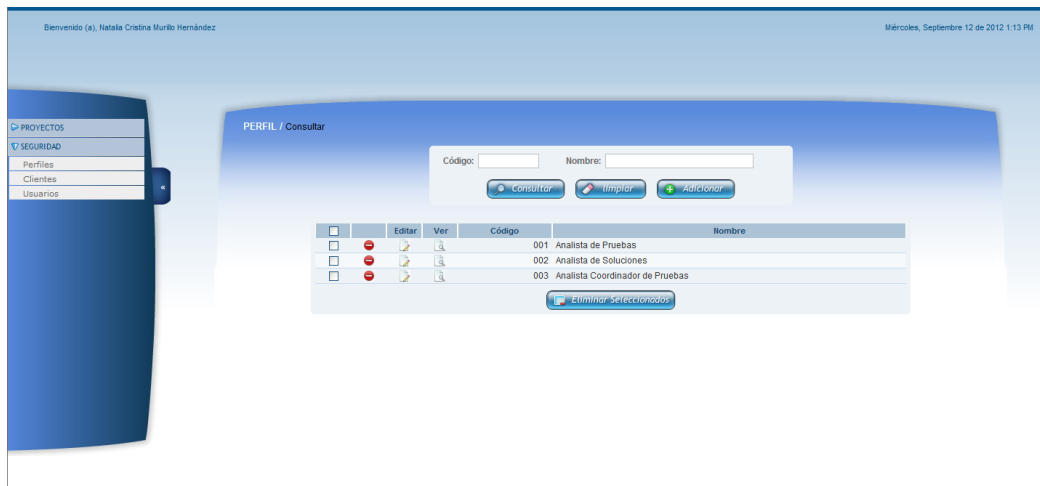 Bienvenido (a), Natalia Cristina Murillo Hernández
Miércoles, Septiembre 12 de 2012 1:13 PM
PROYECTOS
SEGURIDAD
Perfiles
Clientes
Usuarios
«
PERFIL / Consultar
Código: Nombre:
Consultar limpiar Adicionar
Editar Ver Código Nombre
001 Analista de Pruebas
002 Analista de Soluciones
003 Analista Coordinador de Pruebas
Eliminar Seleccionados